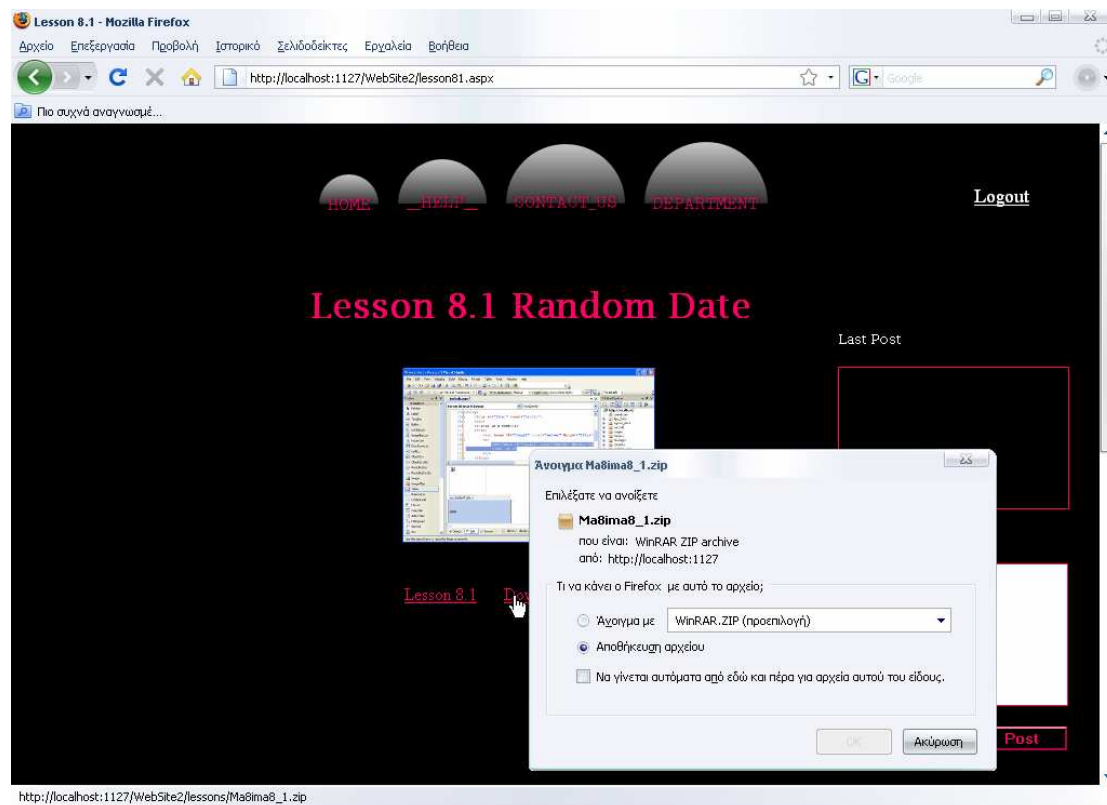 Lesson 8.1 - Mozilla Firefox
Αρχείο Επεξεργασία Προβολή Ιστορικό Σελιδοδείκτες Εργαλεία Βοήθεια
http://localhost:1127/WebSite2/lesson81.aspx
G Google
Πιο συχνά αναγνωσμέ...
HOME _HELP_ CONTACT_US DEPARTMENT
Logout
Lesson 8.1 Random Date
Last Post
Άνοιγμα Ma8ima8_1.zip
Επιλέξατε να ανοίξετε
Ma8ima8_1.zip
που είναι: WinRAR ZIP archive
από: http://localhost:1127
Lesson 8.1
Τι να κάνει ο Firefox με αυτό το αρχείο;
Άνοιγμα με WinRAR.ZIP (προεπιλογή)
Αποθήκευση αρχείου
Να γίνεται αυτόματα από εδώ και πέρα για αρχεία αυτού του είδους.
OK Ακύρωση
Post
http://localhost:1127/WebSite2/lessons/Ma8ima8_1.zip